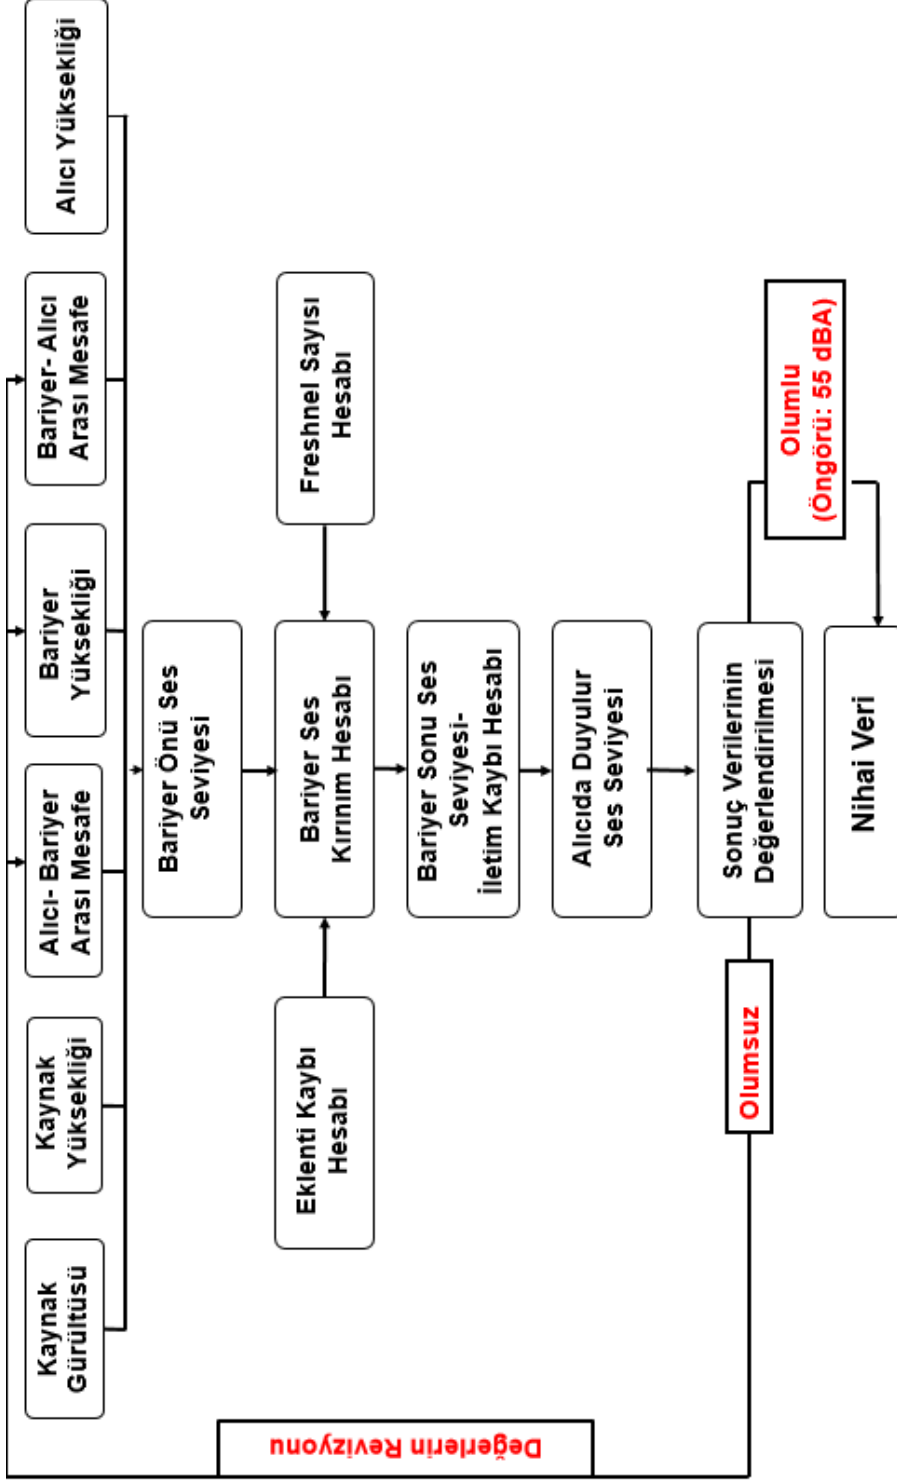 Kaynak
Gürültüsü
Kaynak
Yüksekliği
Alıcı- Bariyer
Arası Mesafe
Bariyer
Yüksekliği
Bariyer- Alıcı
Arası Mesafe
Alıcı Yüksekliği
Bariyer Önü Ses
Seviyesi
Eklenti Kaybı
Hesabı
Bariyer Ses
Kırınım Hesabı
Freshnel Sayısı
Hesabı
Bariyer Sonu Ses
Seviyesi-
İletim Kaybı Hesabı
Alıcıda Duyulur
Ses Seviyesi
Değerlerin Revizyonu
Olumsuz
Sonuç Verilerinin
Değerlendirilmesi
Olumlu
(Öngörü: 55 dBA)
Nihai Veri